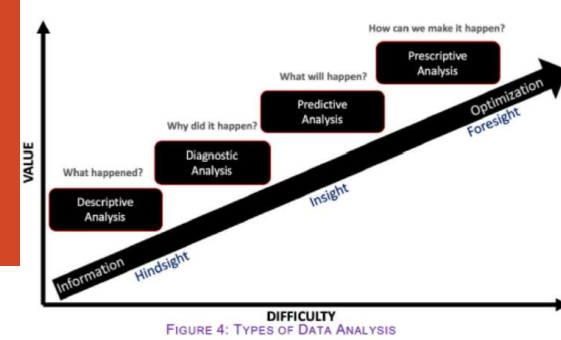 How can we make it happen?
Prescriptive
Analysis
What will happen?
Predictive
Analysis
Why did it happen?
Diagnostic
Analysis
What happened?
Descriptive
Analysis
Optimization
Foresight
Insight
Hindsight
Information
VALUE
DIFFICULTY
FIGURE 4: TYPES OF DATA ANALYSIS